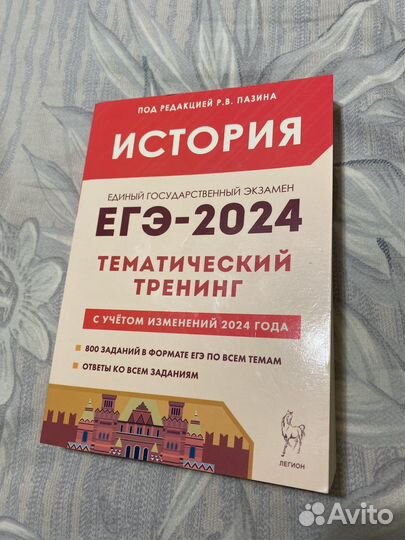 ПОД РЕДАКЦИЕЙ Р.В. ПАЗИНА
ИСТОРИЯ
ЕДИНЫЙ ГОСУДАРСТВЕННЫЙ ЭКЗАМЕН
ЕГЭ-2024
ТЕМАТИЧЕСКИЙ
ТРЕНИНГ
С УЧЁТОМ ИЗМЕНЕНИЙ 2024 ГОДА
800 ЗАДАНИЙ В ФОРМАТЕ ЕГЭ ПО ВСЕМ ТЕМАМ
ОТВЕТЫ КО ВСЕМ ЗАДАНИЯМ
ЛЕГИОН
Avito